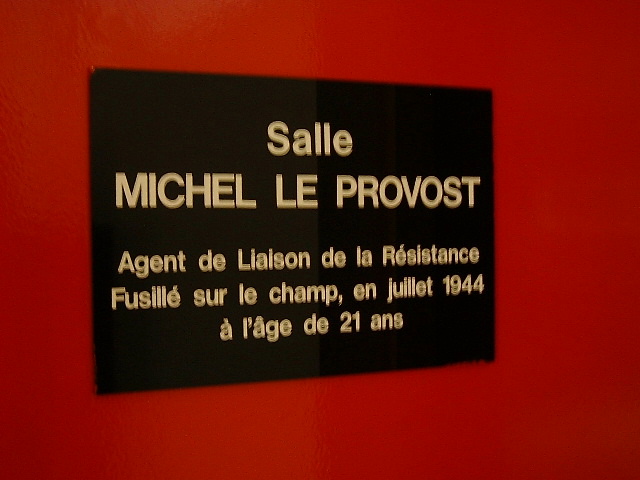 Salle
MICHEL LE PROVOST
Agent de Liaison de la Résistance
Fusillé sur le champ, en juillet 1944
à l'âge de 21 ans